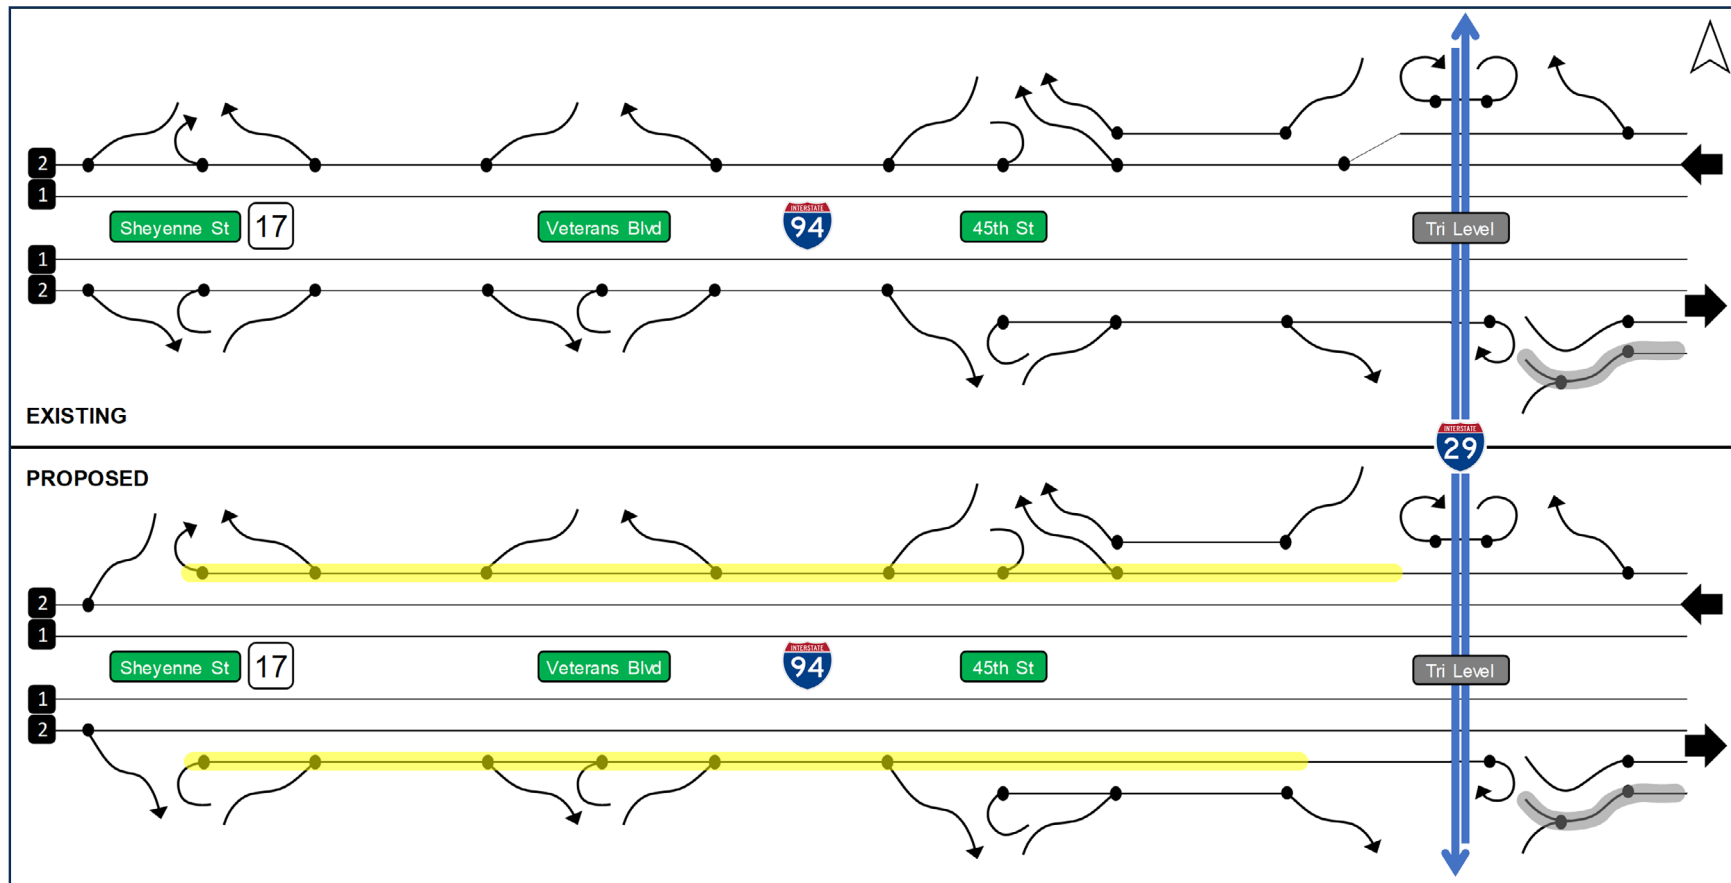 2
1
Sheyenne St 17 Veterans Blvd INTERSTATE 94 45th St Tri Level
1
2
EXISTING
INTERSTATE 29
PROPOSED
2
1
Sheyenne St 17 Veterans Blvd INTERSTATE 94 45th St Tri Level
1
2